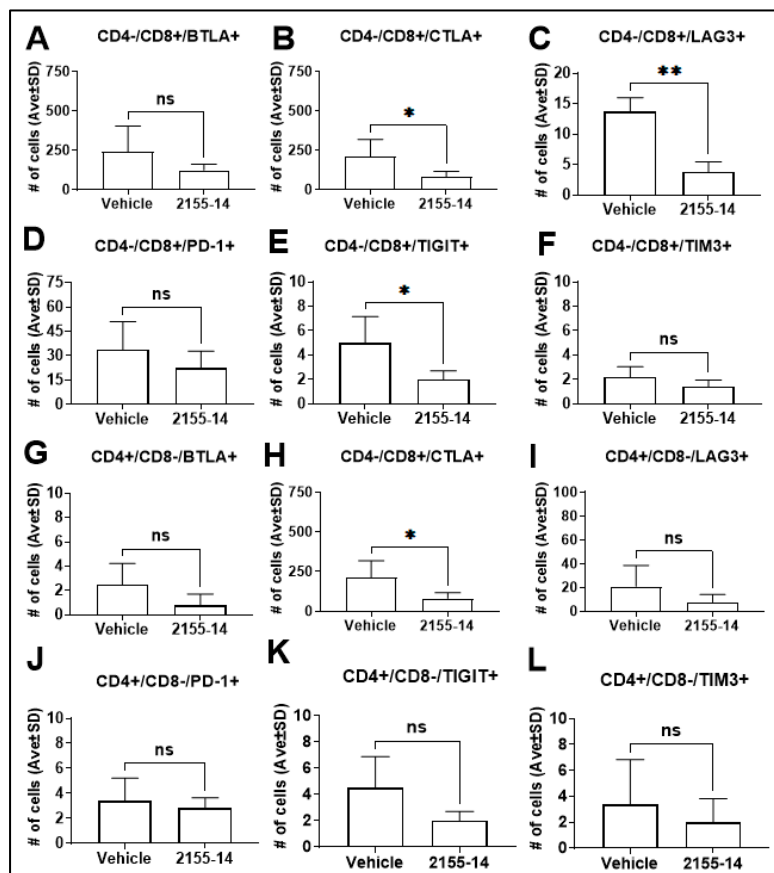 A
CD4-/CD8+/BTLA+
# of cells (Ave±SD)
750
500
250
0
ns
Vehicle 2155-14
B
CD4-/CD8+/CTLA+
# of cells (Ave±SD)
750
500
250
0
*
Vehicle 2155-14
C
CD4-/CD8+/LAG3+
# of cells (Ave±SD)
20
15
10
5
0
**
Vehicle 2155-14
D
CD4-/CD8+/PD-1+
# of cells (Ave±SD)
75
60
45
30
15
0
ns
Vehicle 2155-14
E
CD4-/CD8+/TIGIT+
# of cells (Ave±SD)
10
8
6
4
2
0
*
Vehicle 2155-14
F
CD4-/CD8+/TIM3+
# of cells (Ave±SD)
10
8
6
4
2
0
ns
Vehicle 2155-14
G
CD4+/CD8-/BTLA+
# of cells (Ave±SD)
10
8
6
4
2
0
ns
Vehicle 2155-14
H
CD4-/CD8+/CTLA+
# of cells (Ave±SD)
750
500
250
0
*
Vehicle 2155-14
I
CD4+/CD8-/LAG3+
# of cells (Ave±SD)
100
80
60
40
20
0
ns
Vehicle 2155-14
J
CD4+/CD8-/PD-1+
# of cells (Ave±SD)
10
8
6
4
2
0
ns
Vehicle 2155-14
K
CD4+/CD8-/TIGIT+
# of cells (Ave±SD)
10
8
6
4
2
0
ns
Vehicle 2155-14
L
CD4+/CD8-/TIM3+
# of cells (Ave±SD)
10
8
6
4
2
0
ns
Vehicle 2155-14